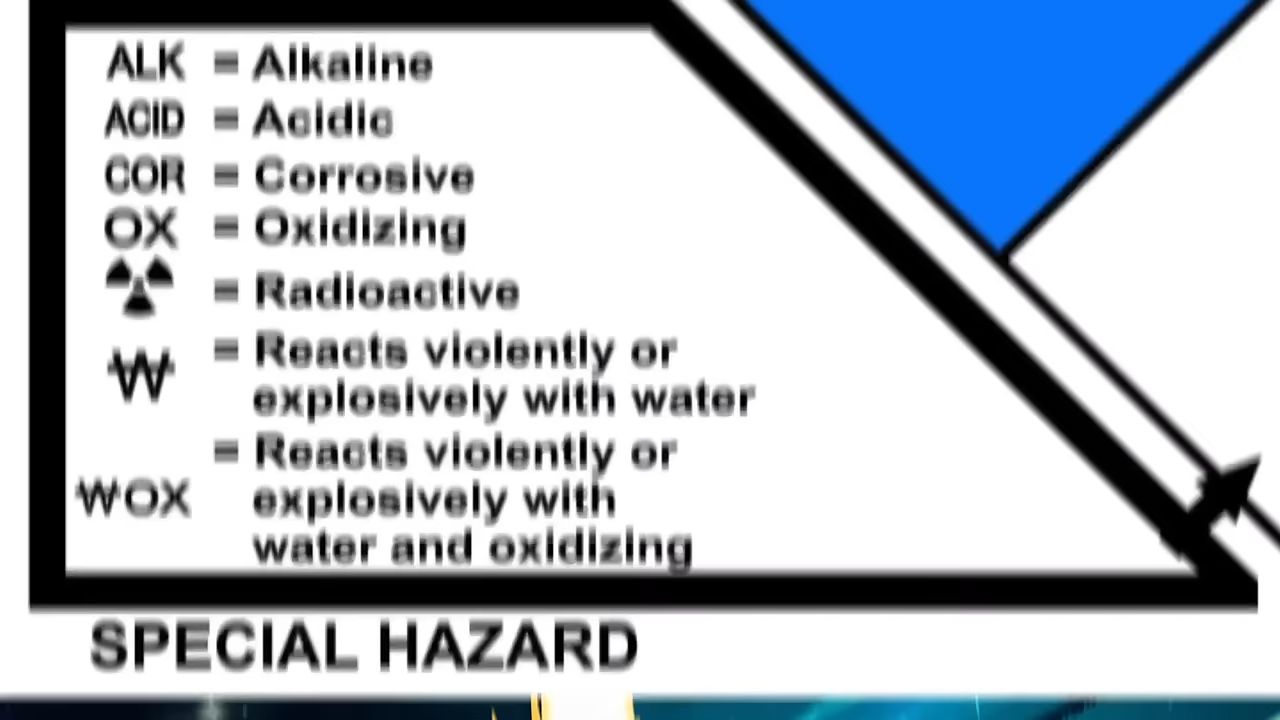 ALK = Alkaline
ACID = Acidic
COR = Corrosive
OX = Oxidizing
= Radioactive
W̶ = Reacts violently or
explosively with water
= Reacts violently or
W̶OX explosively with
water and oxidizing
SPECIAL HAZARD